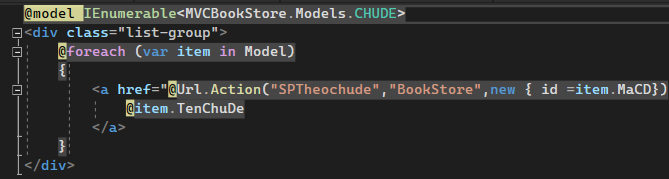 @model IEnumerable<MVCBookStore.Models.CHUDE>
<div class="list-group">
@foreach (var item in Model)
{
<a href="@Url.Action("SPTheochude","BookStore",new { id =item.MaCD})
@item.TenChuDe
</a>
}
</div>